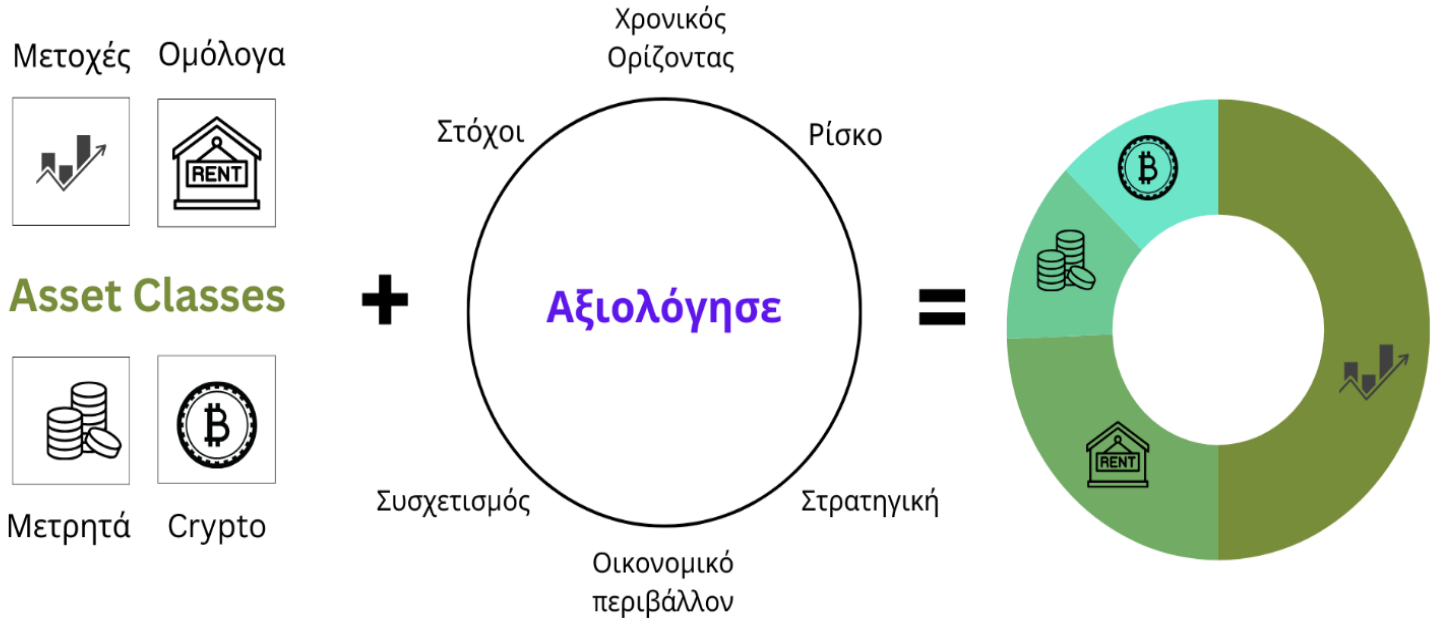 Μετοχές Ομόλογα
RENT
Asset Classes
Μετρητά Crypto
+
Χρονικός
Ορίζοντας
Στόχοι
Ρίσκο
Αξιολόγησε
Συσχετισμός
Στρατηγική
Οικονομικό
περιβάλλον
=
RENT